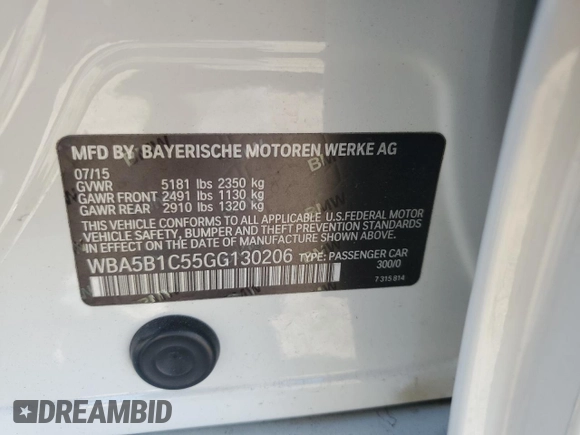 MFD BY BAYERISCHE MOTOREN WERKE AG
07/15
GVWR 5181 lbs 2350 kg
GAWR FRONT 2491 lbs 1130 kg
GAWR REAR 2910 lbs 1320 kg
THIS VEHICLE CONFORMS TO ALL APPLICABLE U.S.FEDERAL MOTOR
VEHICLE SAFETY, BUMPER AND THEFT PREVENTION STANDARDS
IN EFFECT ON THE DATE OF MANUFACTURE SHOWN ABOVE.
WBA5B1C55GG130206 TYPE: PASSENGER CAR
300/0
7 315 814
DREAMBID